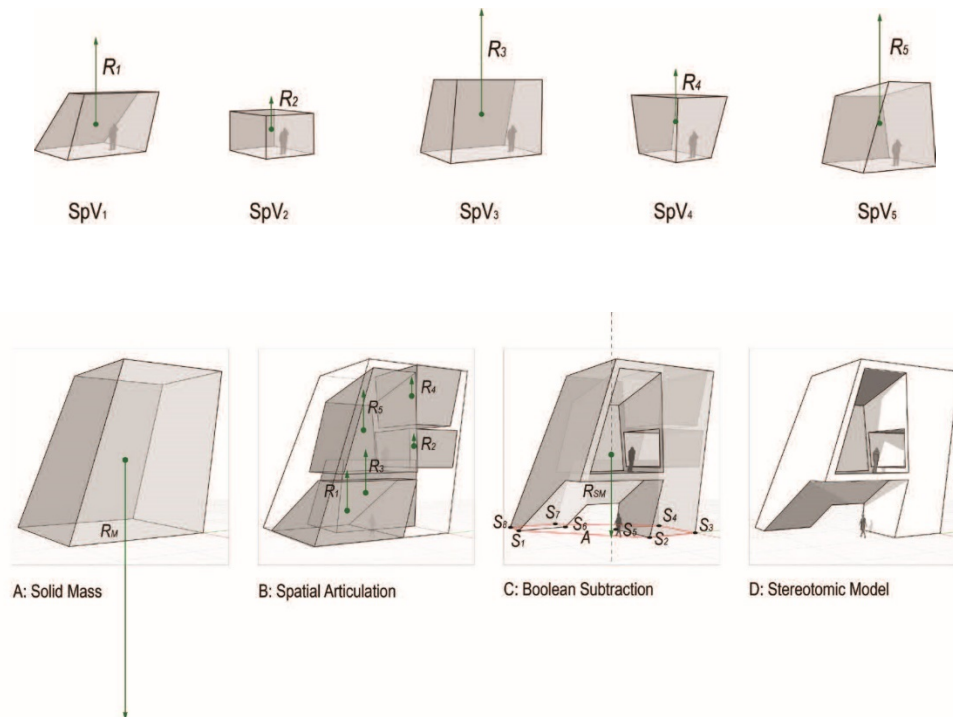 R1
R2
R3
R4
R5
SpV1
SpV2
SpV3
SpV4
SpV5
RM
R4
R5
R2
R3
R1
RSM
S8
S7
S6
S5
S4
S3
S1
A
S2
A: Solid Mass
B: Spatial Articulation
C: Boolean Subtraction
D: Stereotomic Model